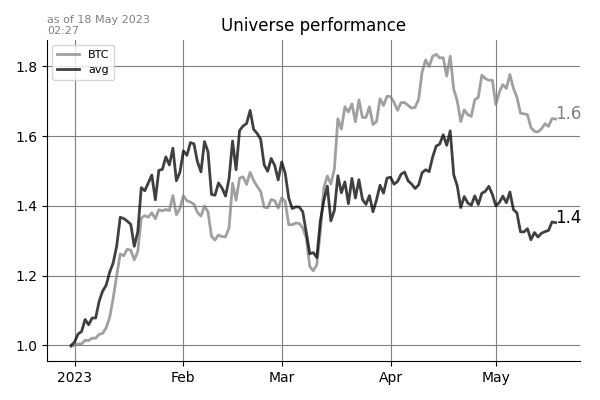 as of 18 May 2023
02:27
Universe performance
BTC
avg
1.8
1.6
1.4
1.2
1.0
1.6
1.4
2023
Feb
Mar
Apr
May